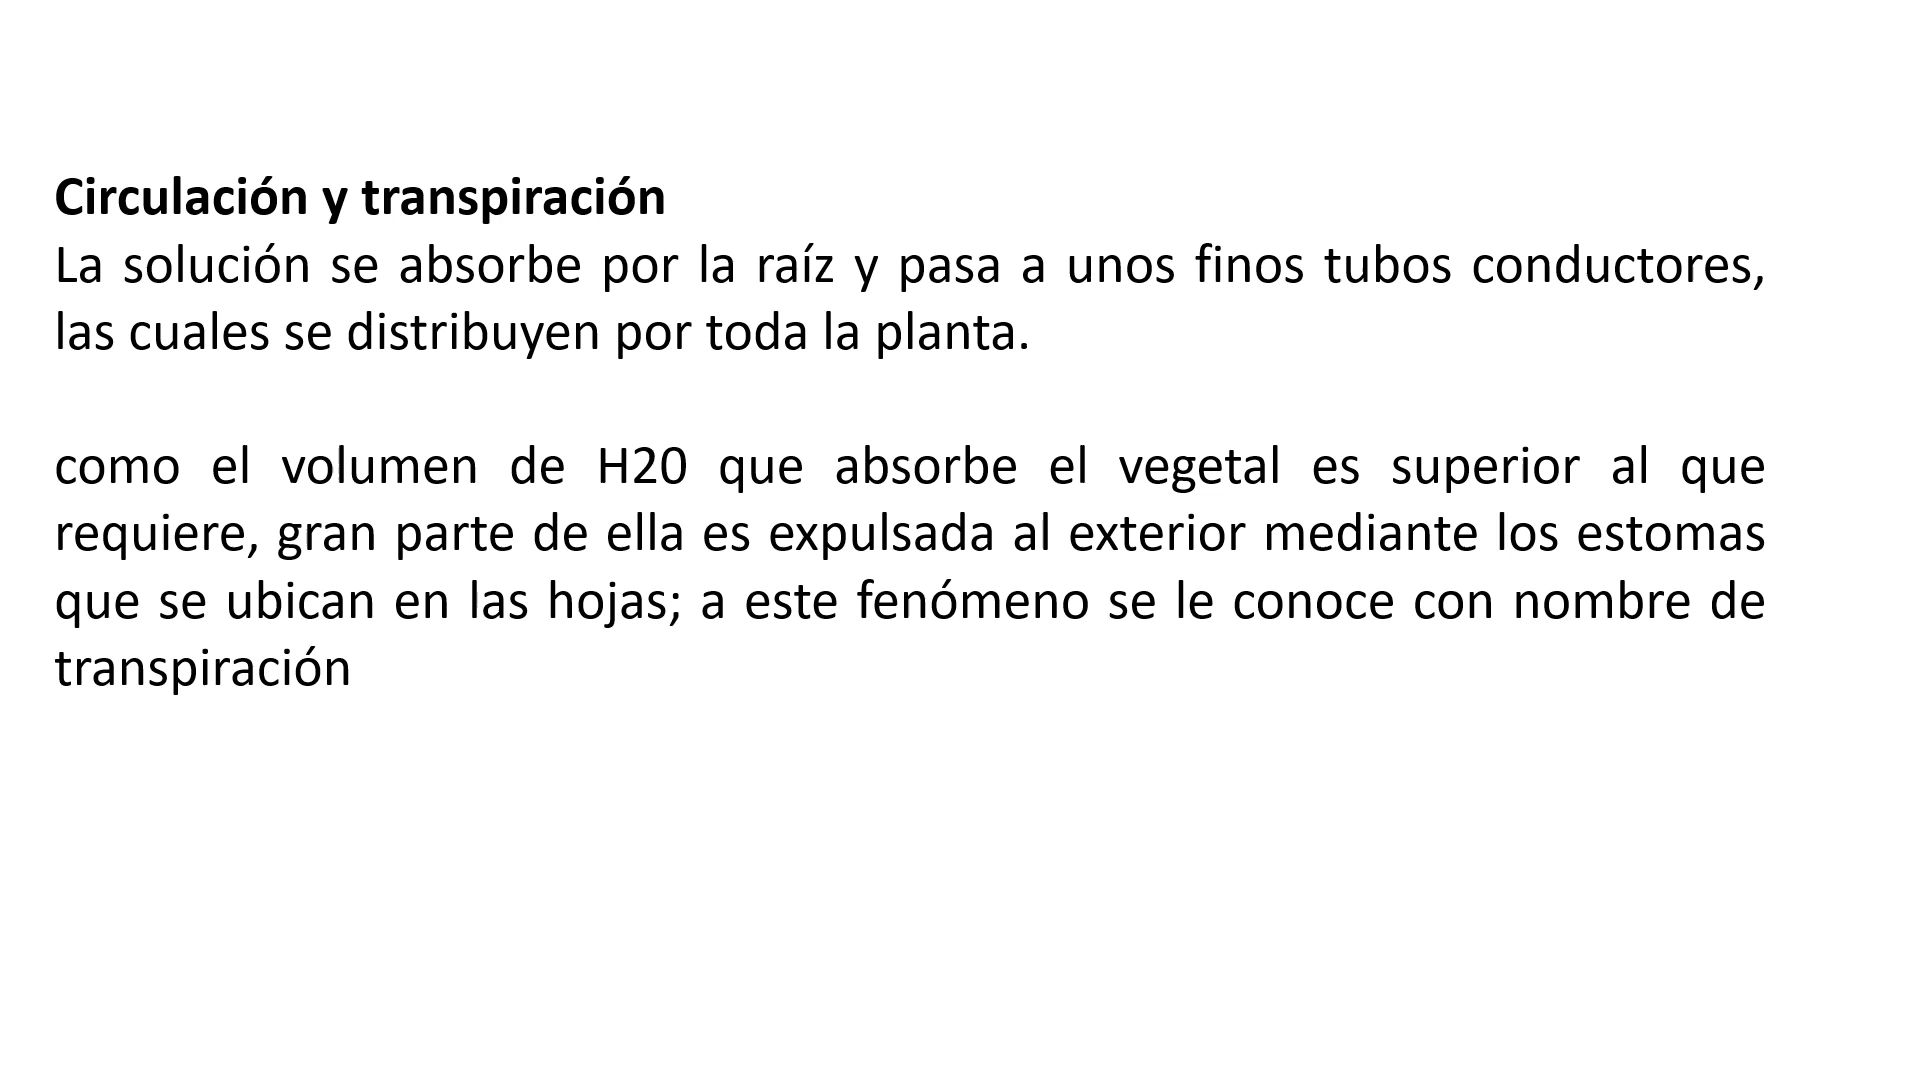 Circulación y transpiración
La solución se absorbe por la raíz y pasa a unos finos tubos conductores,
las cuales se distribuyen por toda la planta.
como el volumen de H20 que absorbe el vegetal es superior al que
requiere, gran parte de ella es expulsada al exterior mediante los estomas
que se ubican en las hojas; a este fenómeno se le conoce con nombre de
transpiración